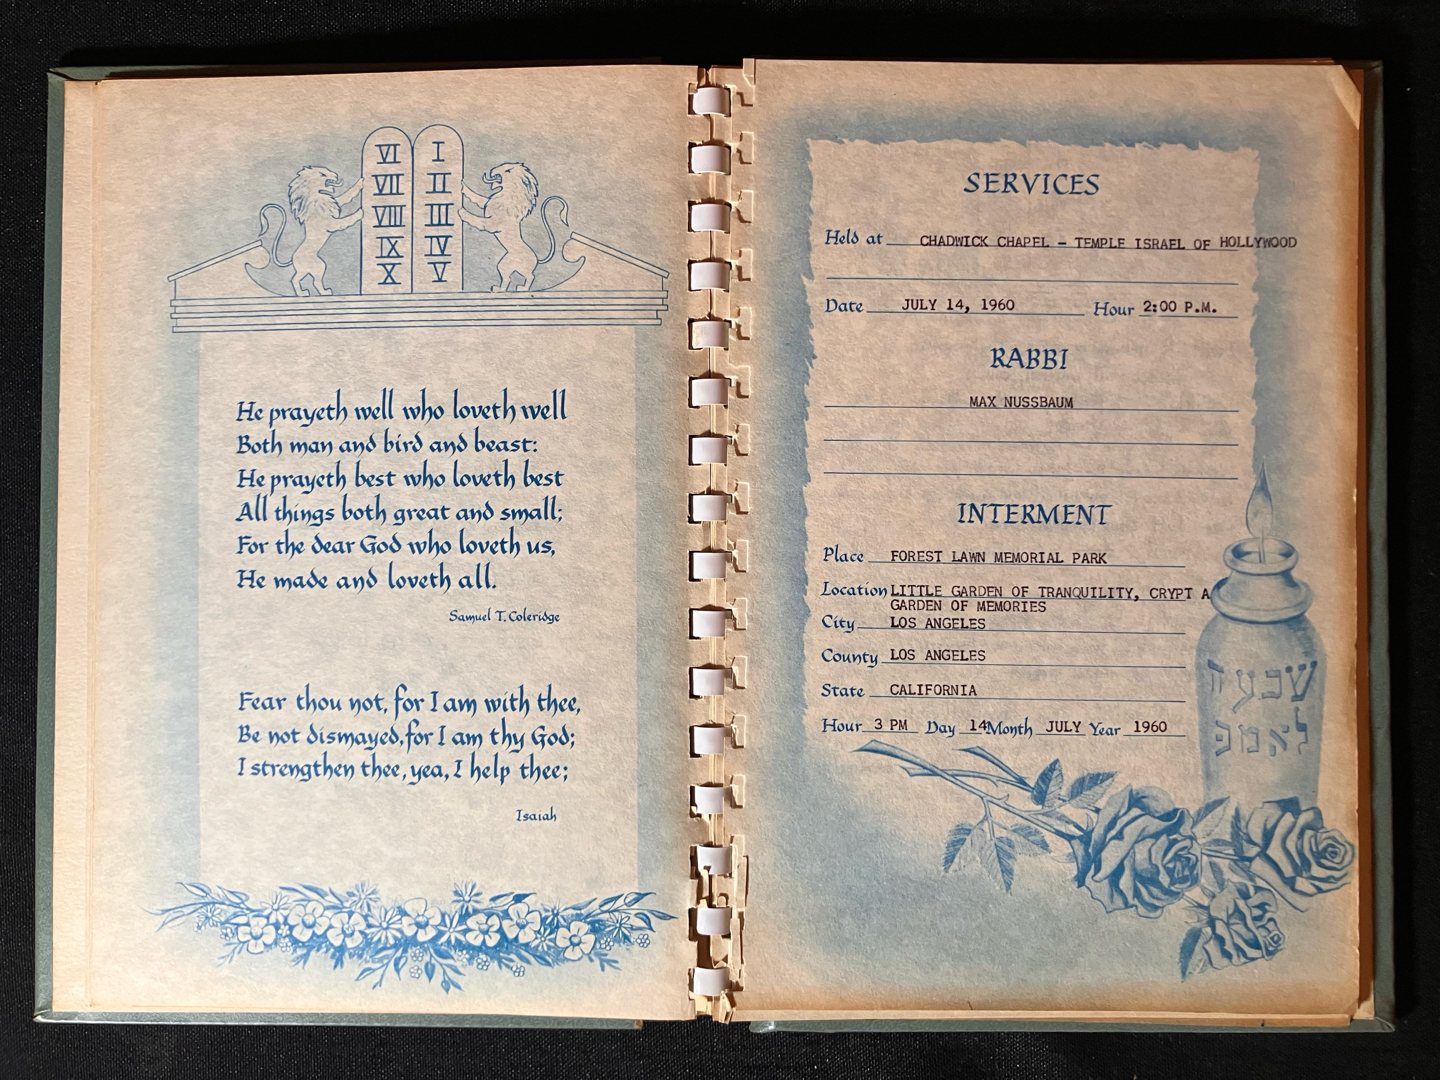 VI I
VII II
VIII III
IX IV
X V
He prayeth well who loveth well
Both man and bird and beast:
He prayeth best who loveth best
All things both great and small;
For the dear God who loveth us,
He made and loveth all.
Samuel T. Coleridge
Fear thou not, for I am with thee,
Be not dismayed, for I am thy God;
I strengthen thee, yea, I help thee;
Isaiah
SERVICES
Held at CHADWICK CHAPEL - TEMPLE ISRAEL OF HOLLYWOOD
Date JULY 14, 1960 Hour 2:00 P.M.
RABBI
MAX NUSSBAUM
INTERMENT
Place FOREST LAWN MEMORIAL PARK
Location LITTLE GARDEN OF TRANQUILITY, CRYPT A
GARDEN OF MEMORIES
City LOS ANGELES
County LOS ANGELES
State CALIFORNIA
Hour 3 PM Day 14 Month JULY Year 1960